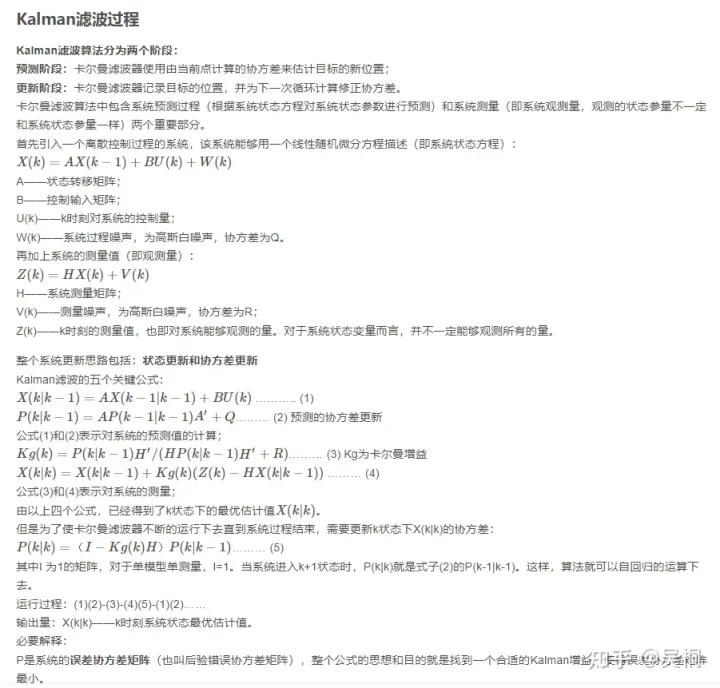 Kalman滤波过程
Kalman滤波算法分为两个阶段：
预测阶段：卡尔曼滤波器使用由当前点计算的协方差来估计目标的新位置；
更新阶段：卡尔曼滤波器记录目标的位置，并为下一次循环计算修正协方差。
卡尔曼滤波算法中包含系统预测过程（根据系统状态方程对系统状态参数进行预测）和系统测量（即系统观测量，观测的状态参量不一定
和系统状态参量一样）两个重要部分。
首先引入一个离散控制过程的系统，该系统能够用一个线性随机微分方程描述（即系统状态方程）：
X(k) = AX(k − 1) + BU(k) + W(k)
A——状态转移矩阵；
B——控制输入矩阵；
U(k)——k时刻对系统的控制量；
W(k)——系统过程噪声，为高斯白噪声，协方差为Q。
再加上系统的测量值（即观测量）：
Z(k) = HX(k) + V(k)
H——系统测量矩阵；
V(k)——测量噪声，为高斯白噪声，协方差为R；
Z(k)——k时刻的测量值，也即对系统能够观测的量。对于系统状态变量而言，并不一定能够观测所有的量。
整个系统更新思路包括：状态更新和协方差更新
Kalman滤波的五个关键公式：
X(k|k − 1) = AX(k − 1|k − 1) + BU(k) ……….. (1)
P(k|k − 1) = AP(k − 1|k − 1)A′ + Q……… (2) 预测的协方差更新
公式(1)和(2)表示对系统的预测值的计算；
Kg(k) = P(k|k − 1)H′/(HP(k|k − 1)H′ + R)……… (3) Kg为卡尔曼增益
X(k|k) = X(k|k − 1) + Kg(k)(Z(k) − HX(k|k − 1)) ……… (4)
公式(3)和(4)表示对系统的测量；
由以上四个公式，已经得到了k状态下的最优估计值X(k|k)。
但是为了使卡尔曼滤波器不断的运行下去直到系统过程结束，需要更新k状态下X(k|k)的协方差：
P(k|k) =（I − Kg(k)H）P(k|k − 1)……… (5)
其中I 为1的矩阵，对于单模型单测量，I=1。当系统进入k+1状态时，P(k|k)就是式子(2)的P(k-1|k-1)。这样，算法就可以自回归的运算下
去。
运行过程：(1)(2)-(3)-(4)(5)-(1)(2)……
输出量：X(k|k)——k时刻系统状态最优估计值。
必要解释：
P是系统的误差协方差矩阵（也叫后验错误协方差矩阵），整个公式的思想和目的就是找到一个合适的Kalman增益，使得误差协方差矩阵
最小。
知乎 @吴桐